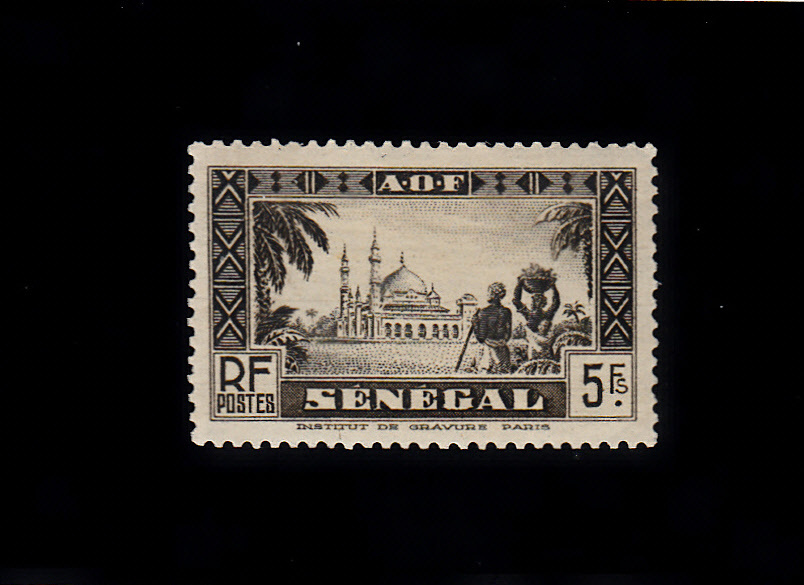 A·O·F
RF
POSTES
SÉNÉGAL
5 Fs.
INSTITUT DE GRAVURE PARIS